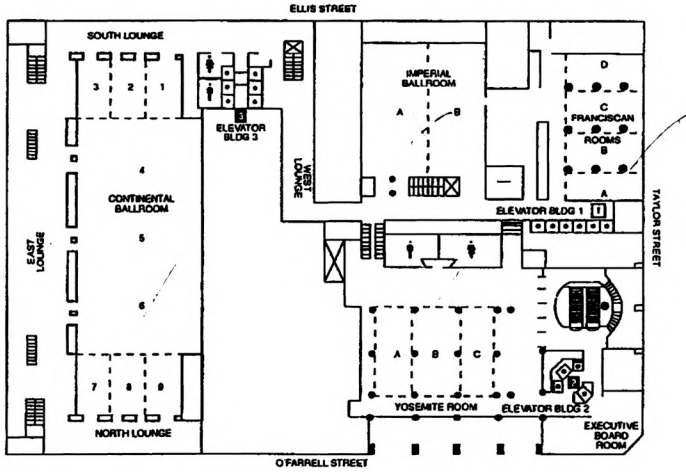 ELLIS STREET
SOUTH LOUNGE
3 2 1
ELEVATOR
BLDG 3
3
WEST
LOUNGE
IMPERIAL
BALLROOM
A B
D
C
FRANCISCAN
ROOMS
B
A
ELEVATOR BLDG 1
1
TAYLOR STREET
4
CONTINENTAL
BALLROOM
5
6
EAST
LOUNGE
7 8 9
NORTH LOUNGE
A B C
YOSEMITE ROOM
ELEVATOR BLDG 2
2
EXECUTIVE
BOARD
ROOM
O'FARRELL STREET